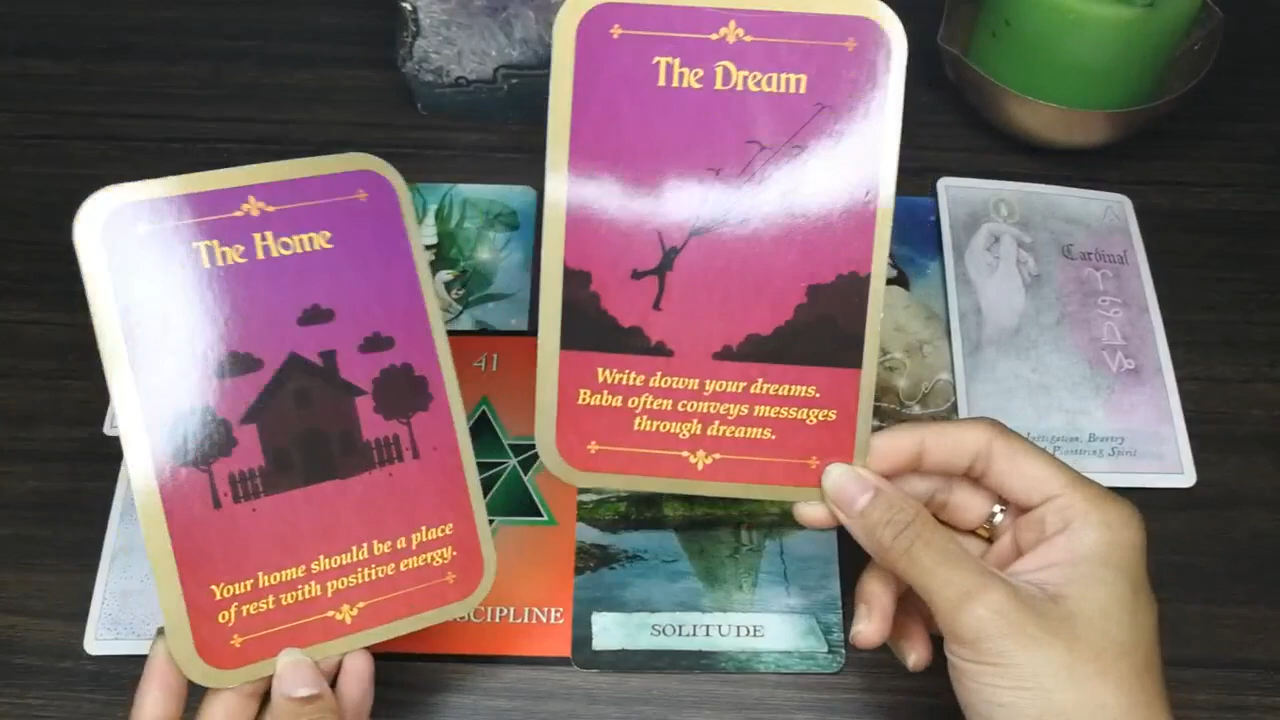 The Home
Your home should be a place
of rest with positive energy.
The Dream
Write down your dreams.
Baba often conveys messages
through dreams.
41
SCIPLINE
SOLITUDE
Cardinal
Bravery
Pioneering Spirit